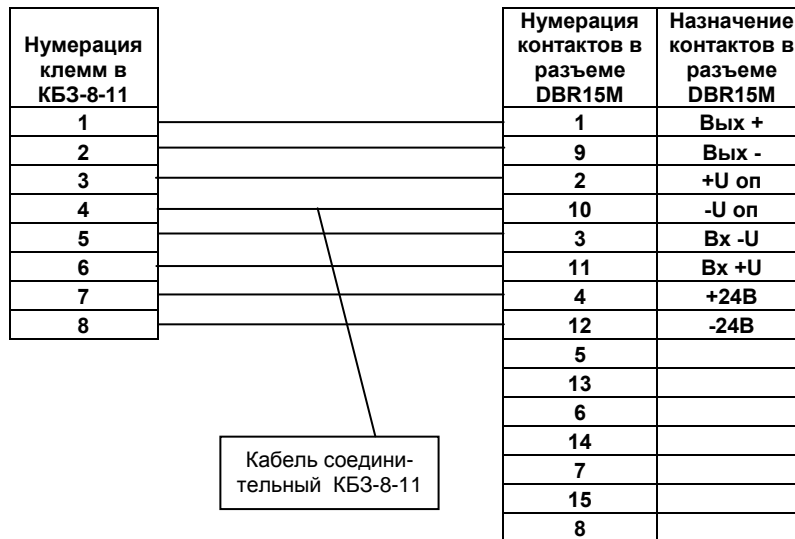 Нумерация
клемм в
КБЗ-8-11
1
2
3
4
5
6
7
8
Нумерация
контактов в
разъеме
DBR15M
Назначение
контактов в
разъеме
DBR15M
1 Вых +
9 Вых -
2 +U оп
10 -U оп
3 Вх -U
11 Вх +U
4 +24В
12 -24В
5
13
6
14
7
15
8
Кабель соедини-
тельный КБЗ-8-11